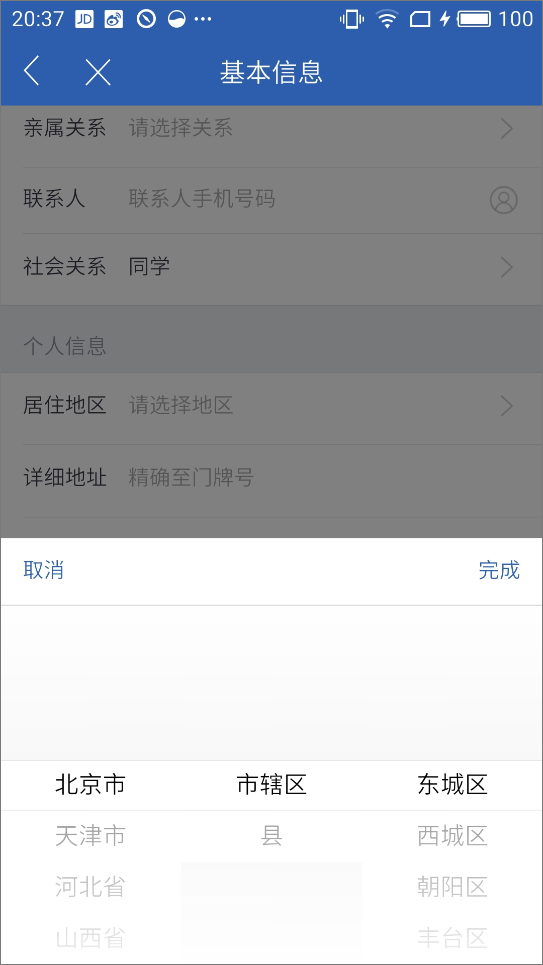 20:37 JD 100
基本信息
亲属关系 请选择关系
联系人 联系人手机号码
社会关系 同学
个人信息
居住地区 请选择地区
详细地址 精确至门牌号
取消 完成
北京市 市辖区 东城区
天津市 县 西城区
河北省 朝阳区
山西省 丰台区